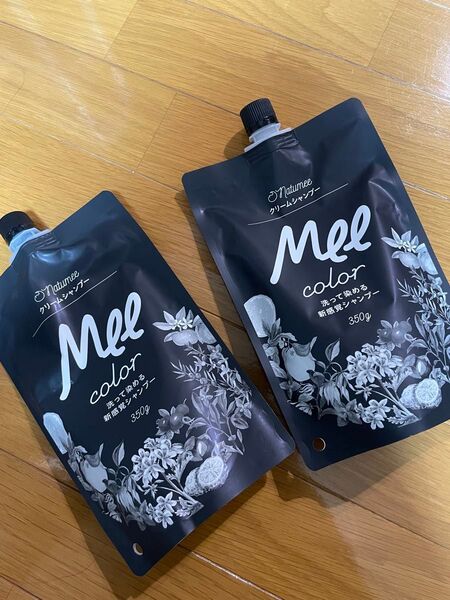 Natumee
クリームシャンプー
Mee
color
洗って染める
新感覚シャンプー
350g
Natumee
クリームシャンプー
Mee
color
洗って染める
新感覚シャンプー
350g